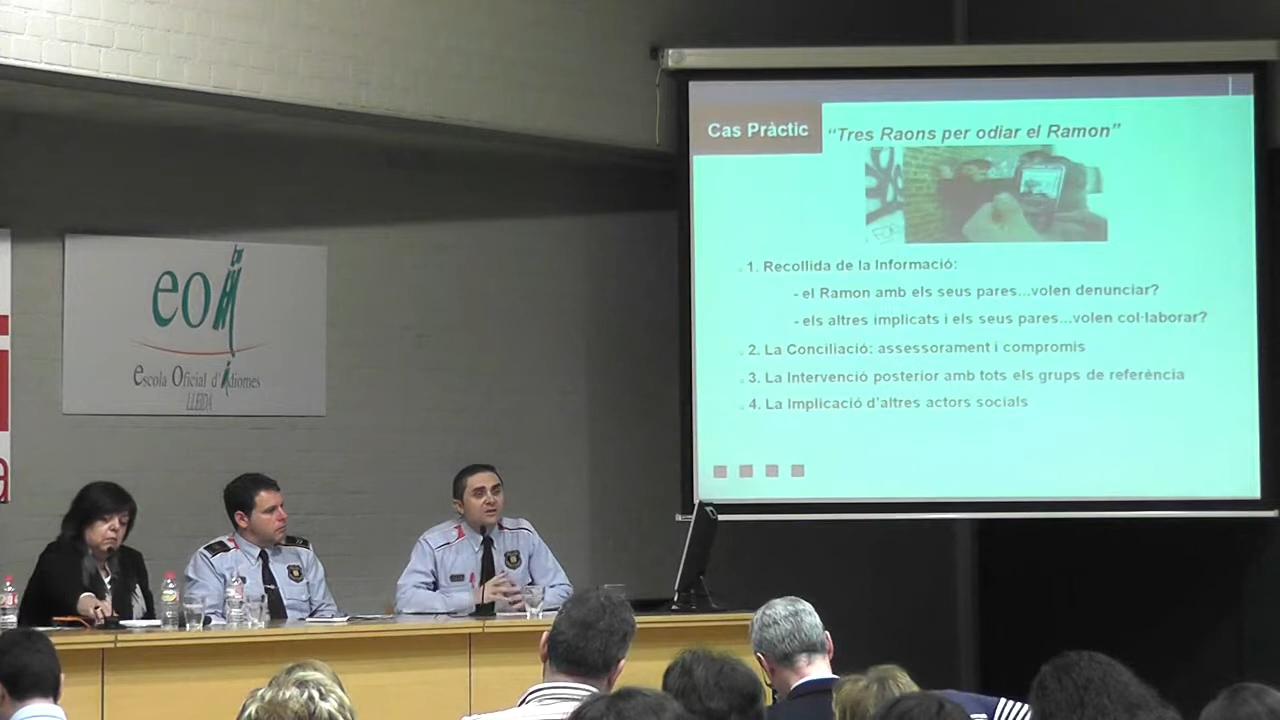 Cas Pràctic
“Tres Raons per odiar el Ramon”
1. Recollida de la Informació:
- el Ramon amb els seus pares...volen denunciar?
- els altres implicats i els seus pares...volen col·laborar?
2. La Conciliació: assessorament i compromís
3. La Intervenció posterior amb tots els grups de referència
4. La Implicació d'altres actors socials
eoi
Escola Oficial d'Idiomes
LLEIDA